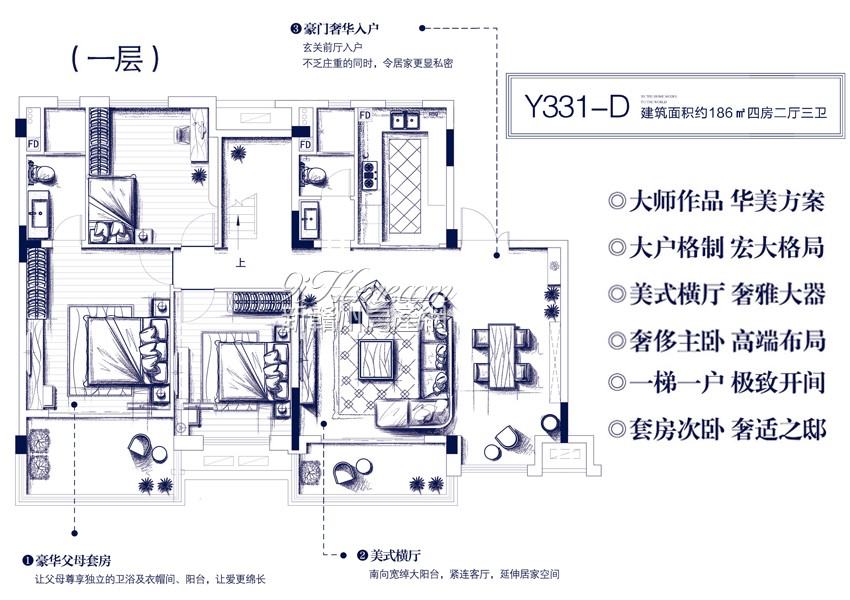 （一层）
❸豪门奢华入户
玄关前厅入户
不乏庄重的同时，令居家更显私密
Y331-D
建筑面积约186㎡四房二厅三卫
◎大师作品 华美方案
◎大户格制 宏大格局
◎美式横厅 奢雅大器
◎奢侈主卧 高端布局
◎一梯一户 极致开间
◎套房次卧 奢适之邸
FD
FD
FD
上
❶豪华父母套房
让父母尊享独立的卫浴及衣帽间、阳台，让爱更绵长
❷美式横厅
南向宽绰大阳台，紧连客厅，延伸居家空间